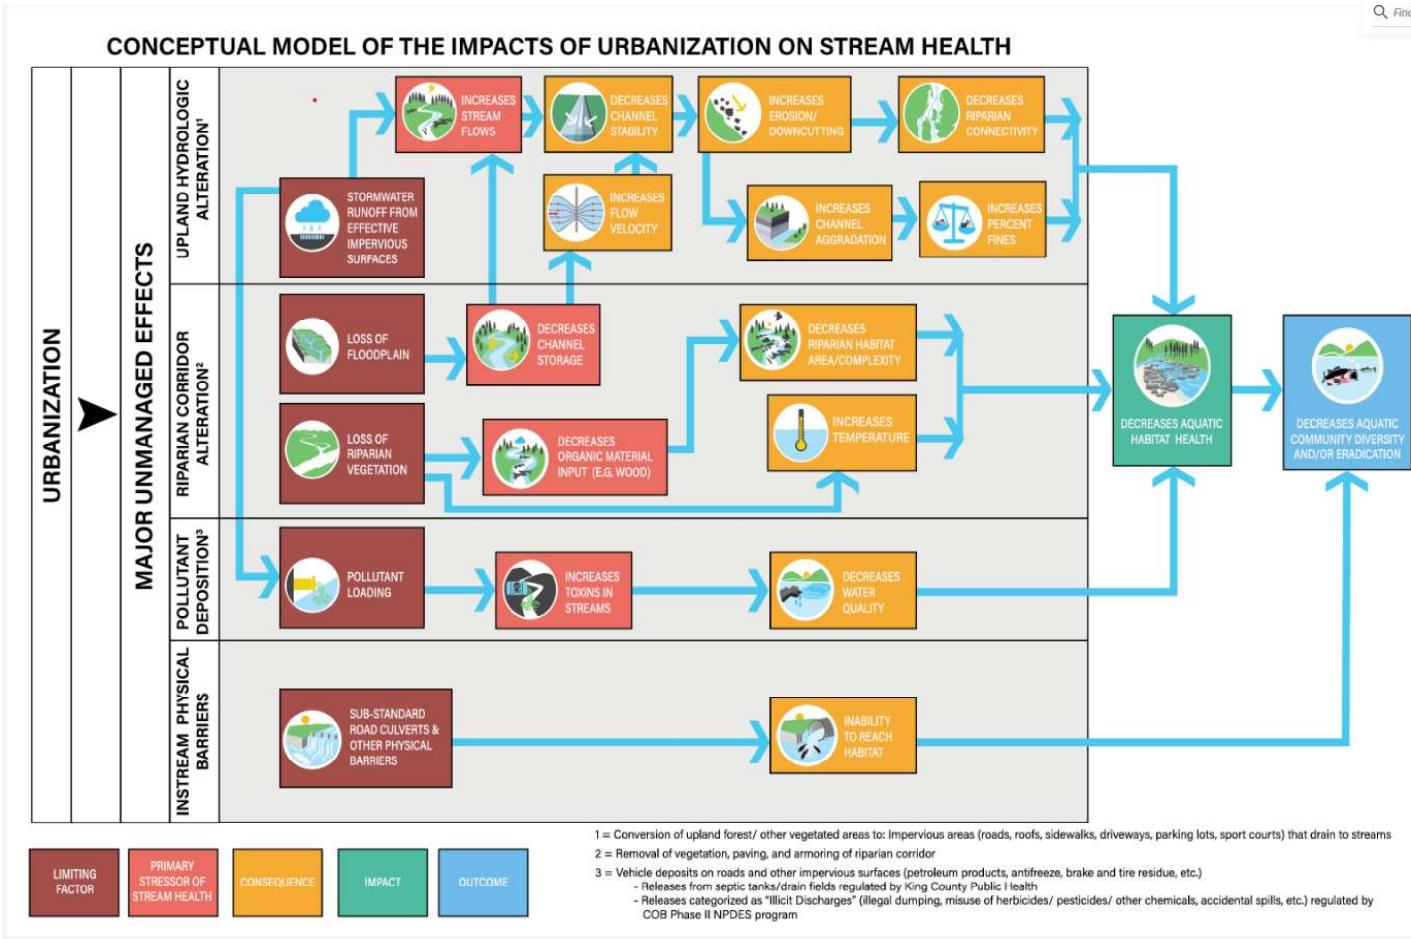 Find
CONCEPTUAL MODEL OF THE IMPACTS OF URBANIZATION ON STREAM HEALTH
URBANIZATION
MAJOR UNMANAGED EFFECTS
UPLAND HYDROLOGIC
ALTERATION¹
INCREASES
STREAM
FLOWS
DECREASES
CHANNEL
STABILITY
INCREASES
EROSION/
DOWNCUTTING
DECREASES
RIPARIAN
CONNECTIVITY
STORMWATER
RUNOFF FROM
EFFECTIVE
IMPERVIOUS
SURFACES
INCREASES
FLOW
VELOCITY
INCREASES
CHANNEL
AGGRADATION
INCREASES
PERCENT
FINES
RIPARIAN CORRIDOR
ALTERATION²
LOSS OF
FLOODPLAIN
DECREASES
CHANNEL
STORAGE
DECREASES
RIPARIAN HABITAT
AREA/COMPLEXITY
LOSS OF
RIPARIAN
VEGETATION
DECREASES
ORGANIC MATERIAL
INPUT (E.G. WOOD)
INCREASES
TEMPERATURE
DECREASES AQUATIC
HABITAT HEALTH
DECREASES AQUATIC
COMMUNITY DIVERSITY
AND/OR ERADICATION
POLLUTANT
DEPOSITION³
POLLUTANT
LOADING
INCREASES
TOXINS IN
STREAMS
DECREASES
WATER
QUALITY
INSTREAM PHYSICAL
BARRIERS
SUB-STANDARD
ROAD CULVERTS &
OTHER PHYSICAL
BARRIERS
INABILITY
TO REACH
HABITAT
LIMITING
FACTOR
PRIMARY
STRESSOR OF
STREAM HEALTH
CONSEQUENCE
IMPACT
OUTCOME
1 = Conversion of upland forest/ other vegetated areas to: Impervious areas (roads, roofs, sidewalks, driveways, parking lots, sport courts) that drain to streams
2 = Removal of vegetation, paving, and armoring of riparian corridor
3 = Vehicle deposits on roads and other impervious surfaces (petroleum products, antifreeze, brake and tire residue, etc.)
- Releases from septic tanks/drain fields regulated by King County Public Health
- Releases categorized as "Illicit Discharges" (illegal dumping, misuse of herbicides/ pesticides/ other chemicals, accidental spills, etc.) regulated by
COB Phase II NPDES program